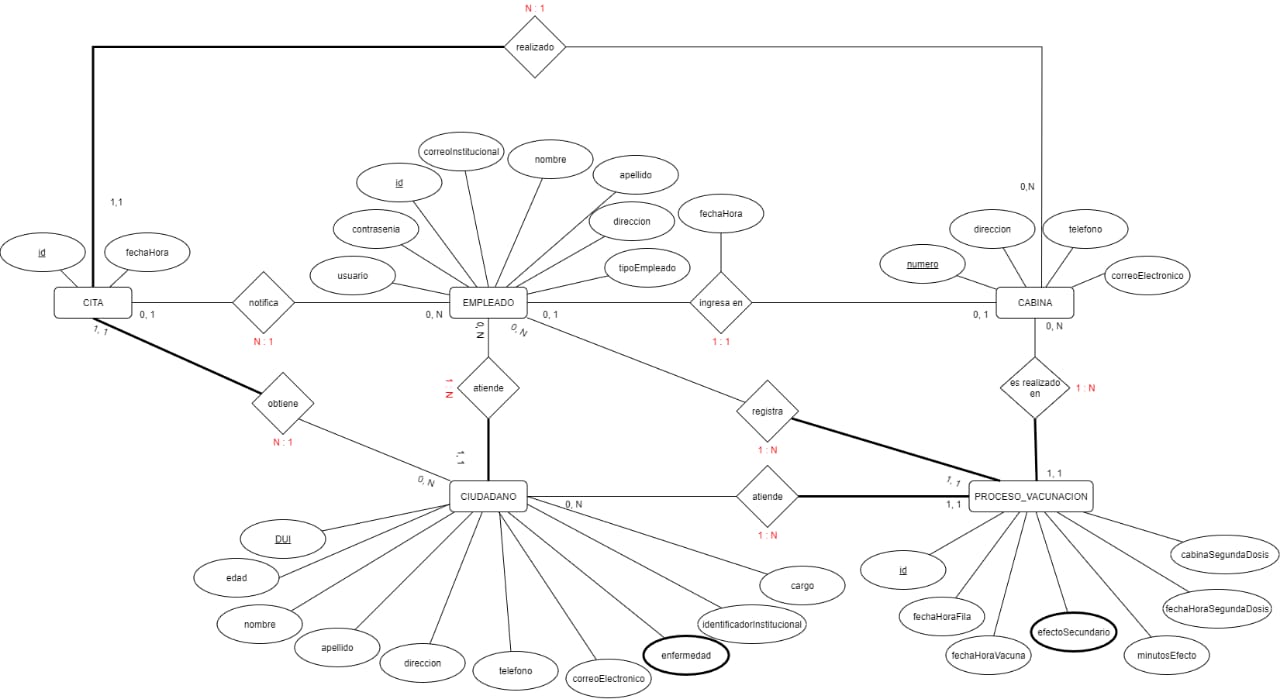 N : 1
realizado
correoInstitucional
nombre
id
apellido
1,1
0,N
contrasenia
direccion
fechaHora
direccion
telefono
id
fechaHora
usuario
tipoEmpleado
numero
correoElectronico
CITA
notifica
EMPLEADO
ingresa en
CABINA
0, 1
0, N
0, 1
0, 1
0, N
1, 1
0, N
0, N
N : 1
1 : 1
1 : N
atiende
es realizado
en
1 : N
obtiene
registra
N : 1
1 : N
1, 1
0, N
1, 1
1, 1
CIUDADANO
atiende
PROCESO_VACUNACION
0, N
1, 1
1 : N
DUI
edad
nombre
apellido
direccion
telefono
correoElectronico
enfermedad
identificadorInstitucional
cargo
id
fechaHoraFila
fechaHoraVacuna
efectoSecundario
minutosEfecto
fechaHoraSegundaDosis
cabinaSegundaDosis